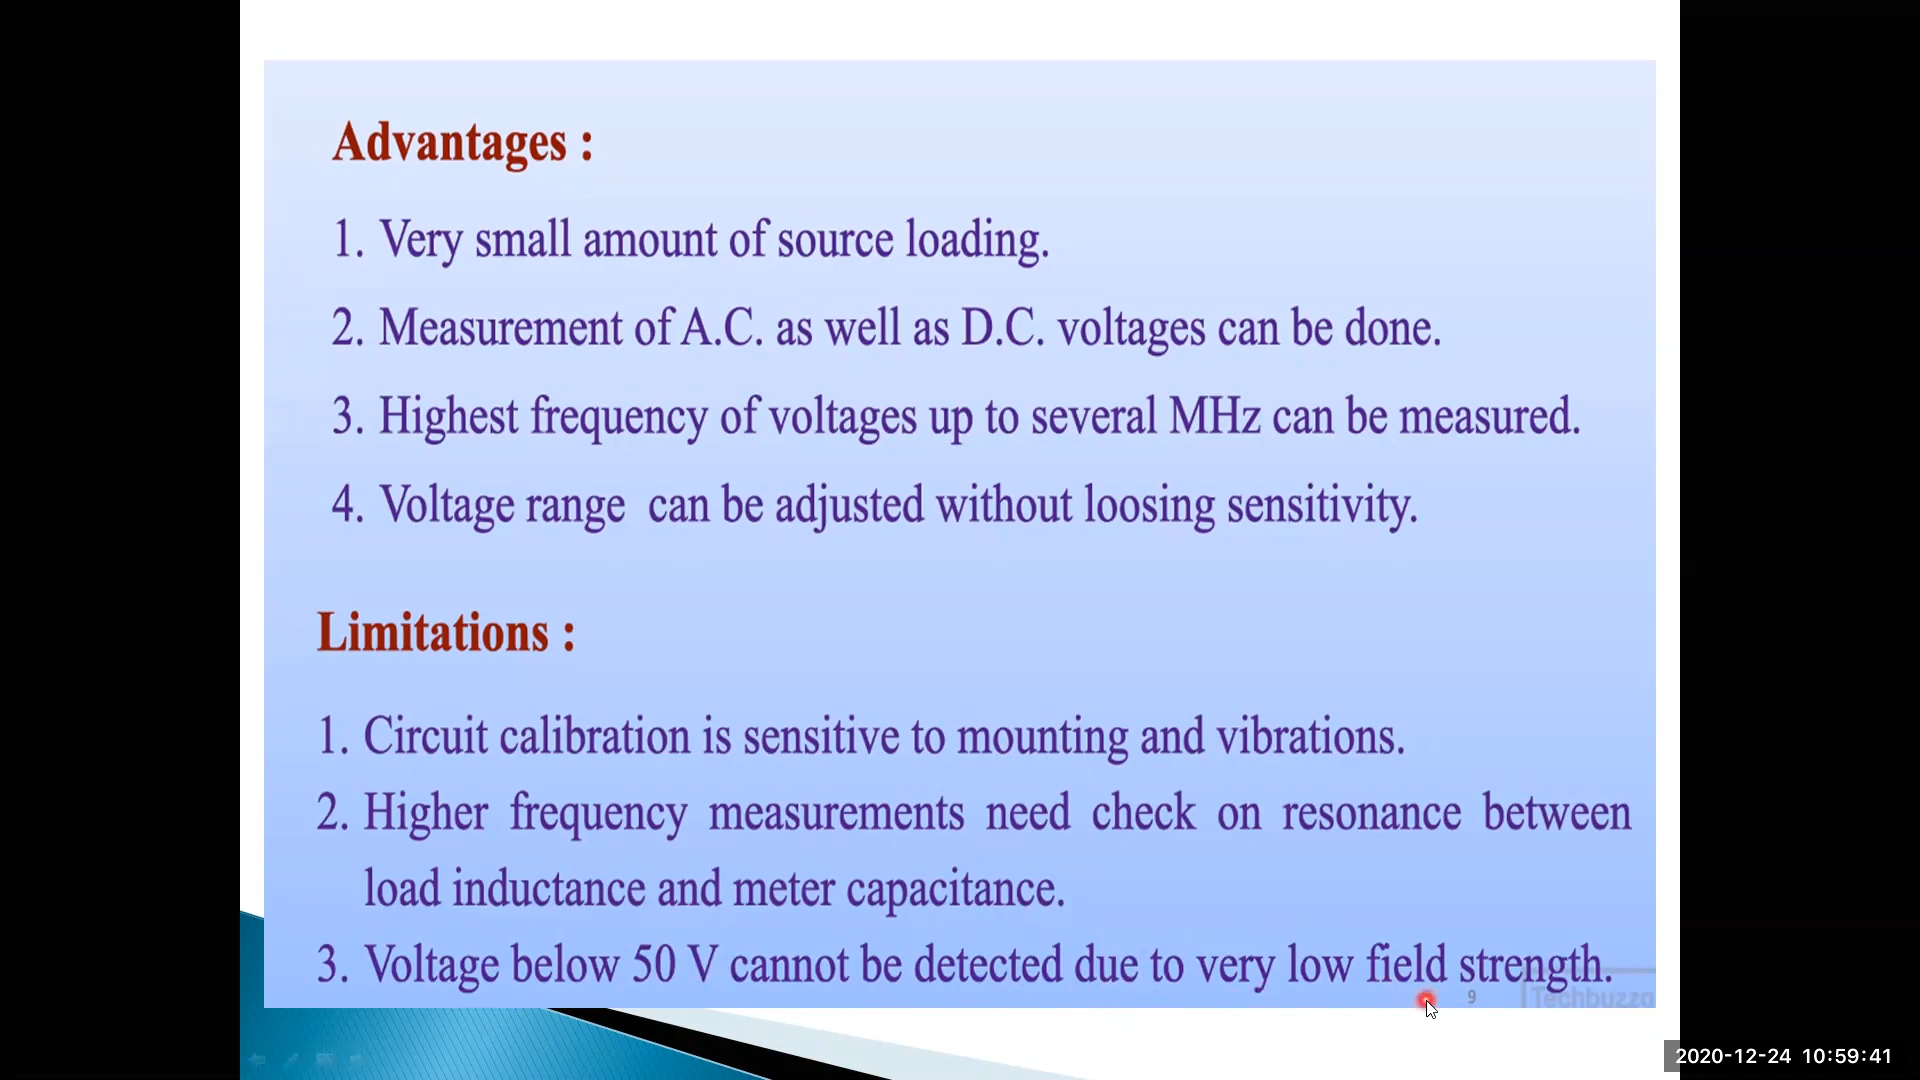 Advantages :
1. Very small amount of source loading.
2. Measurement of A.C. as well as D.C. voltages can be done.
3. Highest frequency of voltages up to several MHz can be measured.
4. Voltage range can be adjusted without loosing sensitivity.
Limitations :
1. Circuit calibration is sensitive to mounting and vibrations.
2. Higher frequency measurements need check on resonance between
load inductance and meter capacitance.
3. Voltage below 50 V cannot be detected due to very low field strength.
9
Techbuzza
2020-12-24 10:59:41